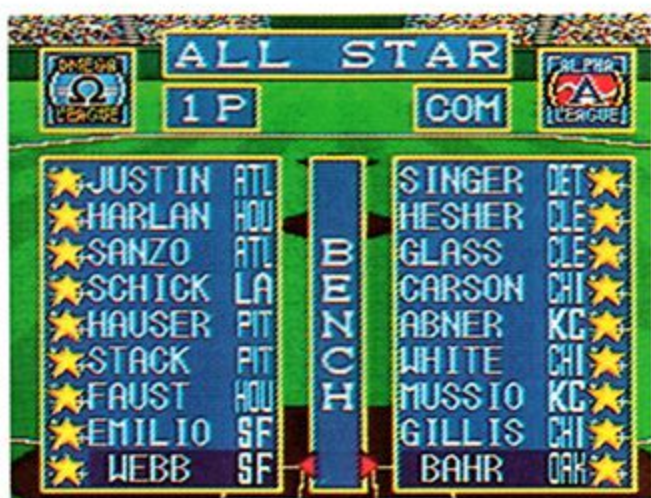 ALL STAR
OMEGA Ω LEAGUE
ALPHA A LEAGUE
1P COM
JUSTIN ATL
HARLAN HOU
SANZO ATL
SCHICK LA
HAUSER PIT
STACK PIT
FAUST HOU
EMILIO SF
WEBB SF
BENCH
SINGER DET
HESHER CLE
GLASS CLE
CARSON CHI
ABNER KC
WHITE CHI
MUSSIO KC
GILLIS CHI
BAHR OAK